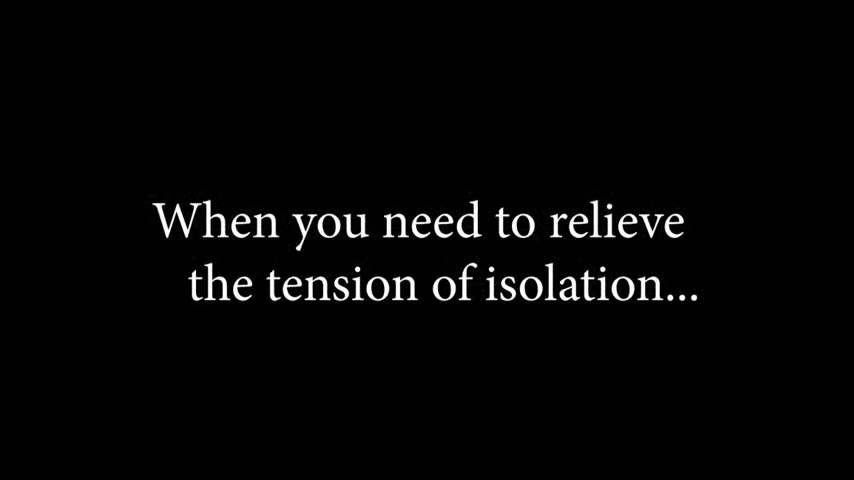 When you need to relieve
the tension of isolation...